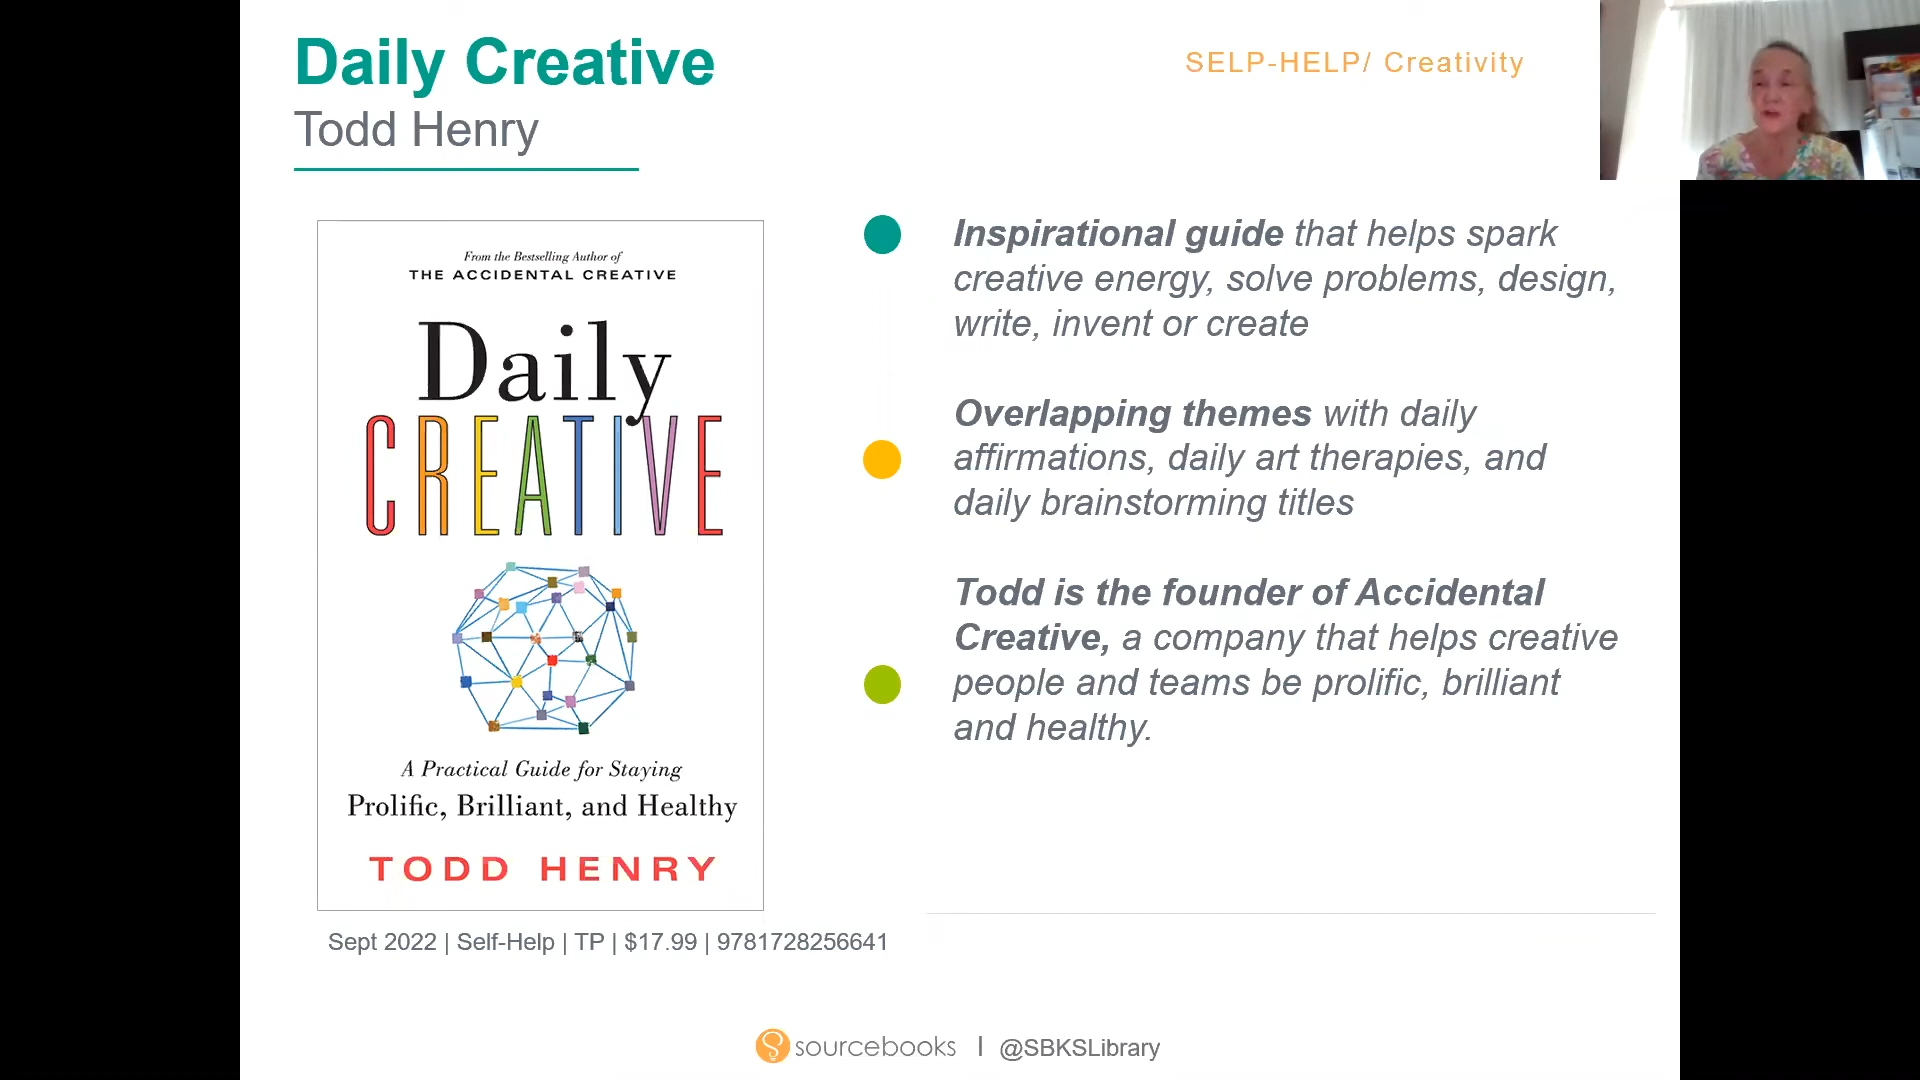 Daily Creative
Todd Henry
SELP-HELP/ Creativity
From the Bestselling Author of
THE ACCIDENTAL CREATIVE
Daily
CREATIVE
A Practical Guide for Staying
Prolific, Brilliant, and Healthy
TODD HENRY
Sept 2022 | Self-Help | TP | $17.99 | 9781728256641
Inspirational guide that helps spark
creative energy, solve problems, design,
write, invent or create
Overlapping themes with daily
affirmations, daily art therapies, and
daily brainstorming titles
Todd is the founder of Accidental
Creative, a company that helps creative
people and teams be prolific, brilliant
and healthy.
sourcebooks | @SBKSLibrary